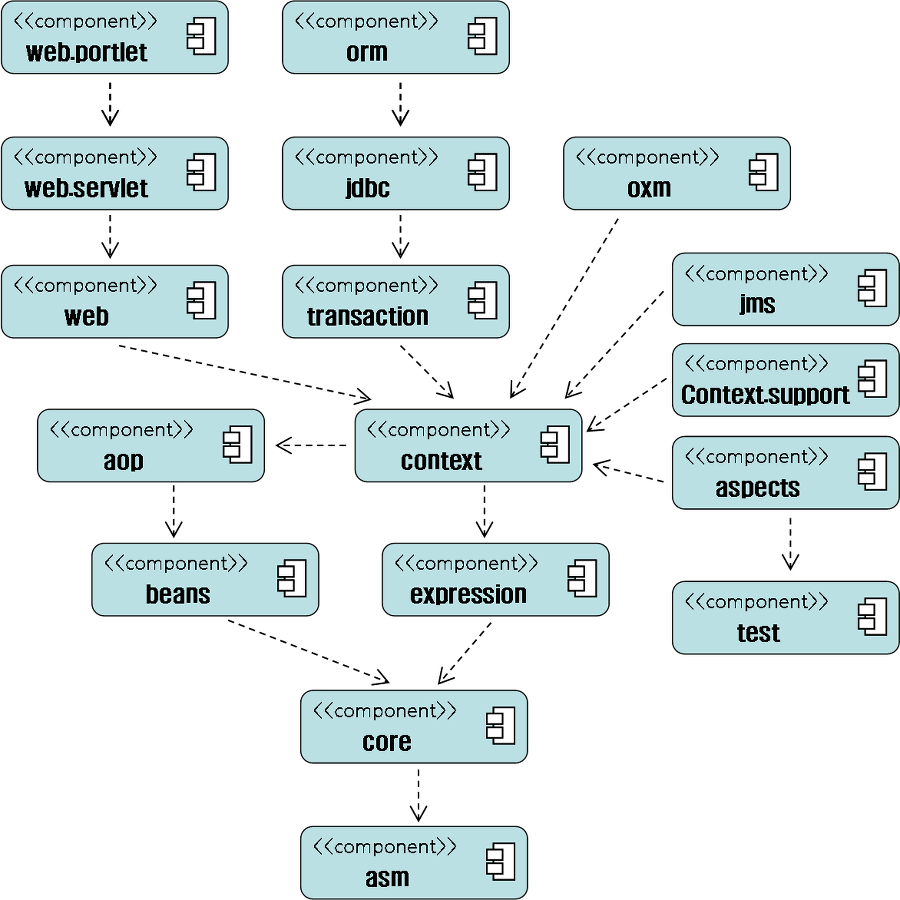 <<component>>
web.portlet
<<component>>
orm
<<component>>
web.servlet
<<component>>
jdbc
<<component>>
oxm
<<component>>
web
<<component>>
transaction
<<component>>
jms
<<component>>
Context.support
<<component>>
aop
<<component>>
context
<<component>>
aspects
<<component>>
beans
<<component>>
expression
<<component>>
test
<<component>>
core
<<component>>
asm